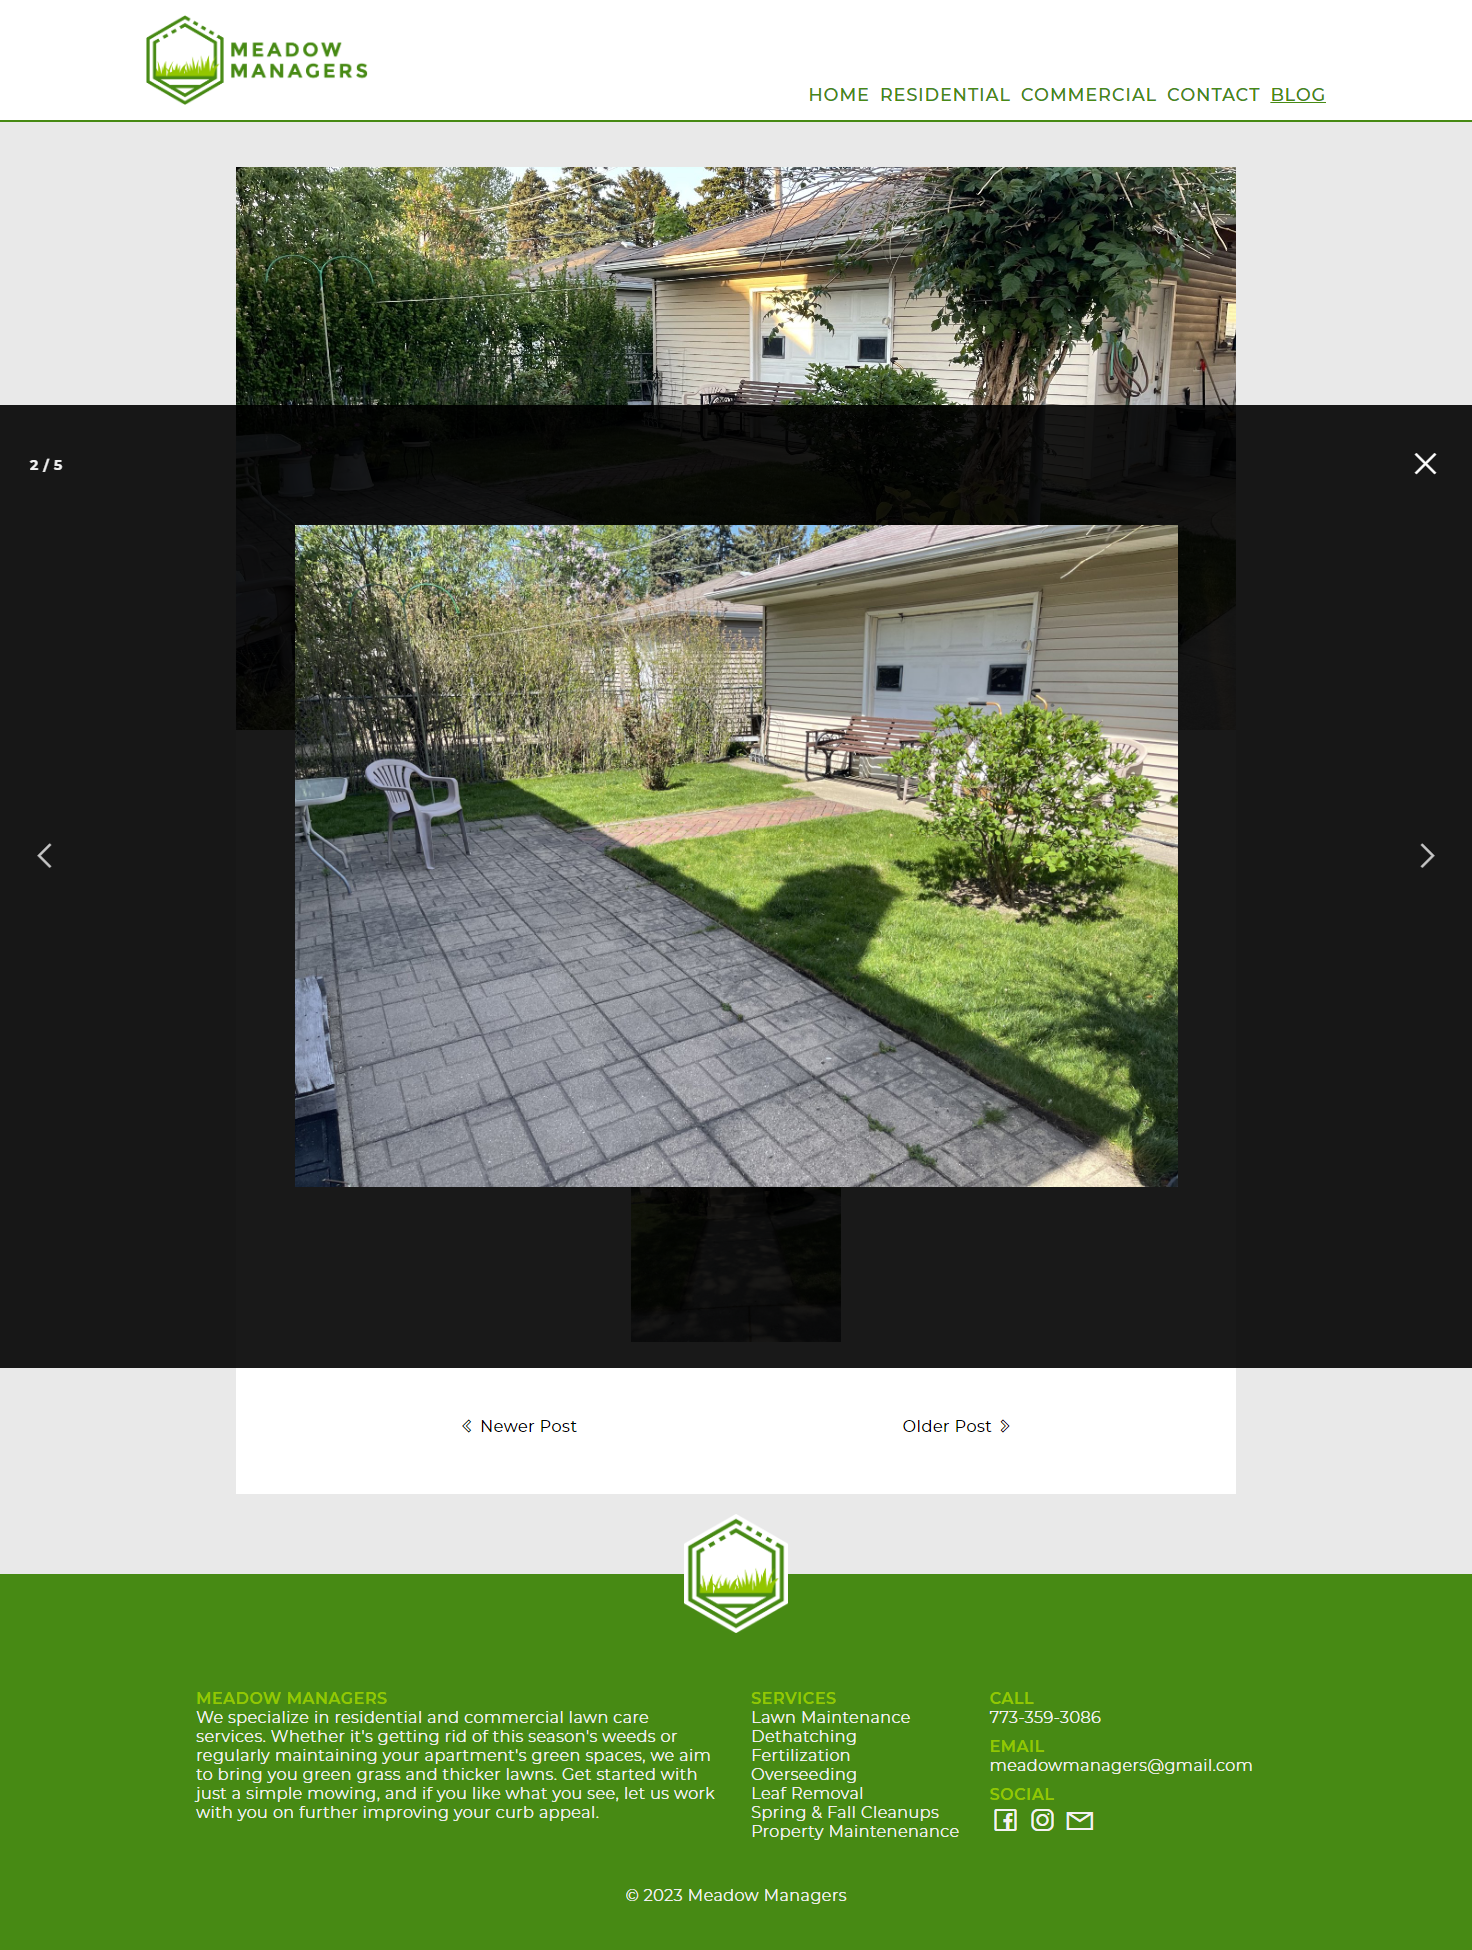 MEADOW
MANAGERS
HOME RESIDENTIAL COMMERCIAL CONTACT BLOG
2 / 5
Newer Post
Older Post
MEADOW MANAGERS
We specialize in residential and commercial lawn care
services. Whether it's getting rid of this season's weeds or
regularly maintaining your apartment's green spaces, we aim
to bring you green grass and thicker lawns. Get started with
just a simple mowing, and if you like what you see, let us work
with you on further improving your curb appeal.
SERVICES
Lawn Maintenance
Dethatching
Fertilization
Overseeding
Leaf Removal
Spring & Fall Cleanups
Property Maintenenance
CALL
773-359-3086
EMAIL
meadowmanagers@gmail.com
SOCIAL
© 2023 Meadow Managers